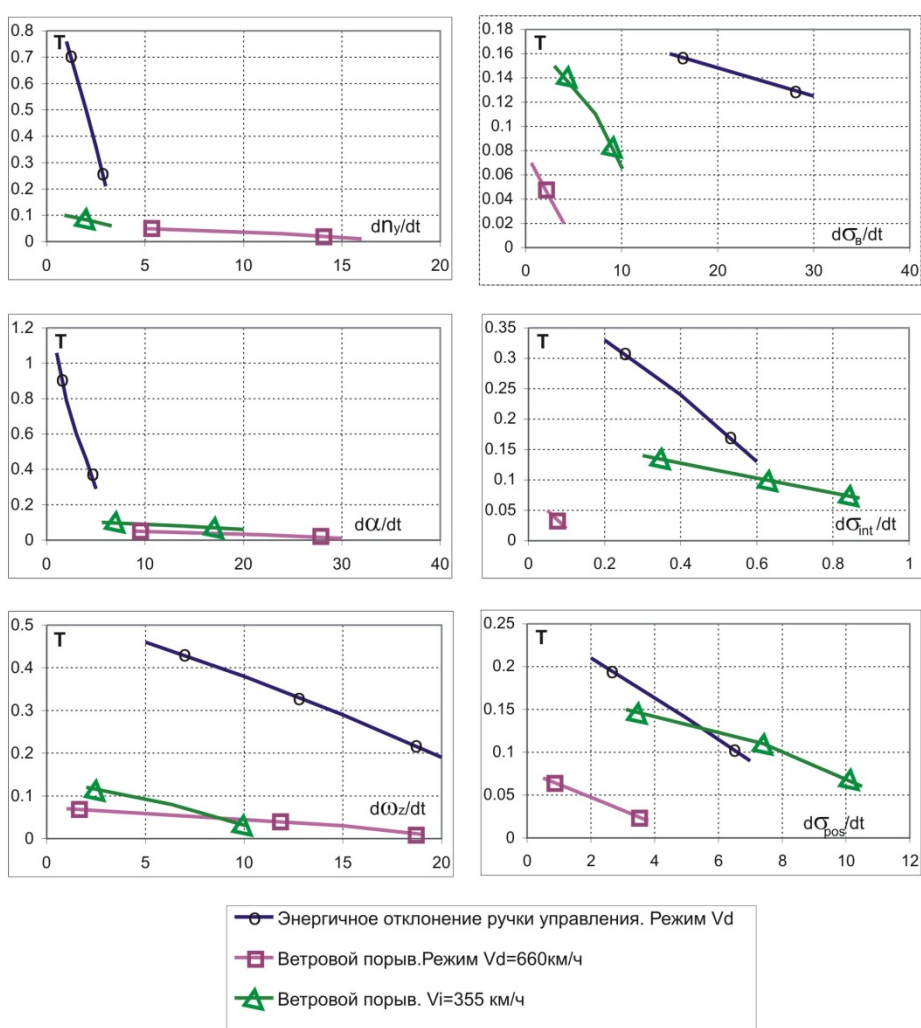 0.8
T
0.7
0.6
0.5
0.4
0.3
0.2
0.1
0
dny/dt
0 5 10 15 20
0.18
T
0.16
0.14
0.12
0.1
0.08
0.06
0.04
0.02
0
dσв/dt
0 10 20 30 40
1.2
T
1
0.8
0.6
0.4
0.2
0
dα/dt
0 10 20 30 40
0.35
T
0.3
0.25
0.2
0.15
0.1
0.05
0
dσint/dt
0 0.2 0.4 0.6 0.8 1
0.5
T
0.4
0.3
0.2
0.1
0
dωz/dt
0 5 10 15 20
0.25
T
0.2
0.15
0.1
0.05
0
dσpos/dt
0 2 4 6 8 10 12
Энергичное отклонение ручки управления. Режим Vd
Ветровой порыв.Режим Vd=660км/ч
Ветровой порыв. Vi=355 км/ч